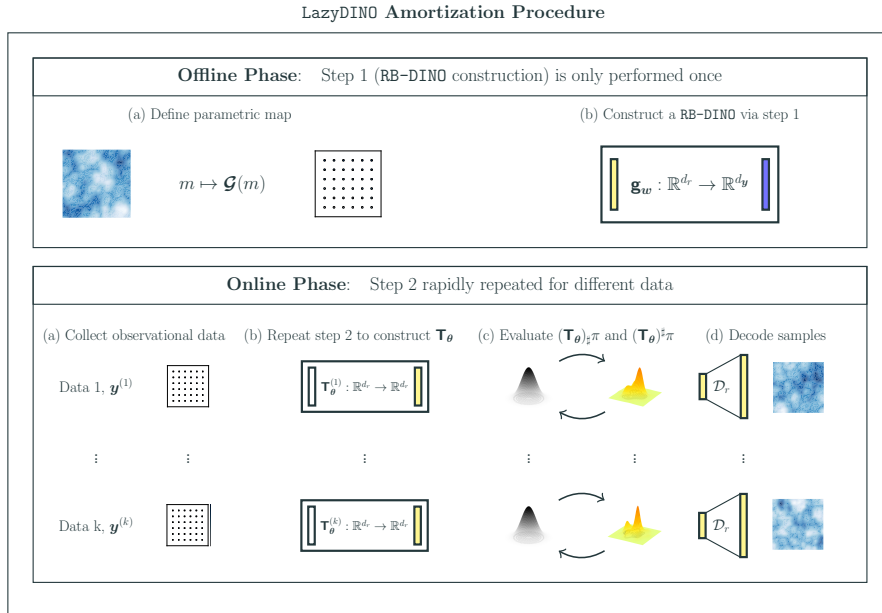 LazyDINO Amortization Procedure
Offline Phase: Step 1 (RB-DINO construction) is only performed once
(a) Define parametric map
(b) Construct a RB-DINO via step 1
m ↦ 𝓖(m)
g_w : ℝ^{d_r} → ℝ^{d_y}
Online Phase: Step 2 rapidly repeated for different data
(a) Collect observational data
(b) Repeat step 2 to construct T_θ
(c) Evaluate (T_θ)_♯π and (T_θ)^♯π
(d) Decode samples
Data 1, y^{(1)}
T_θ^{(1)} : ℝ^{d_r} → ℝ^{d_r}
𝒟_r
⋮ ⋮ ⋮ ⋮ ⋮ ⋮
Data k, y^{(k)}
T_θ^{(k)} : ℝ^{d_r} → ℝ^{d_r}
𝒟_r